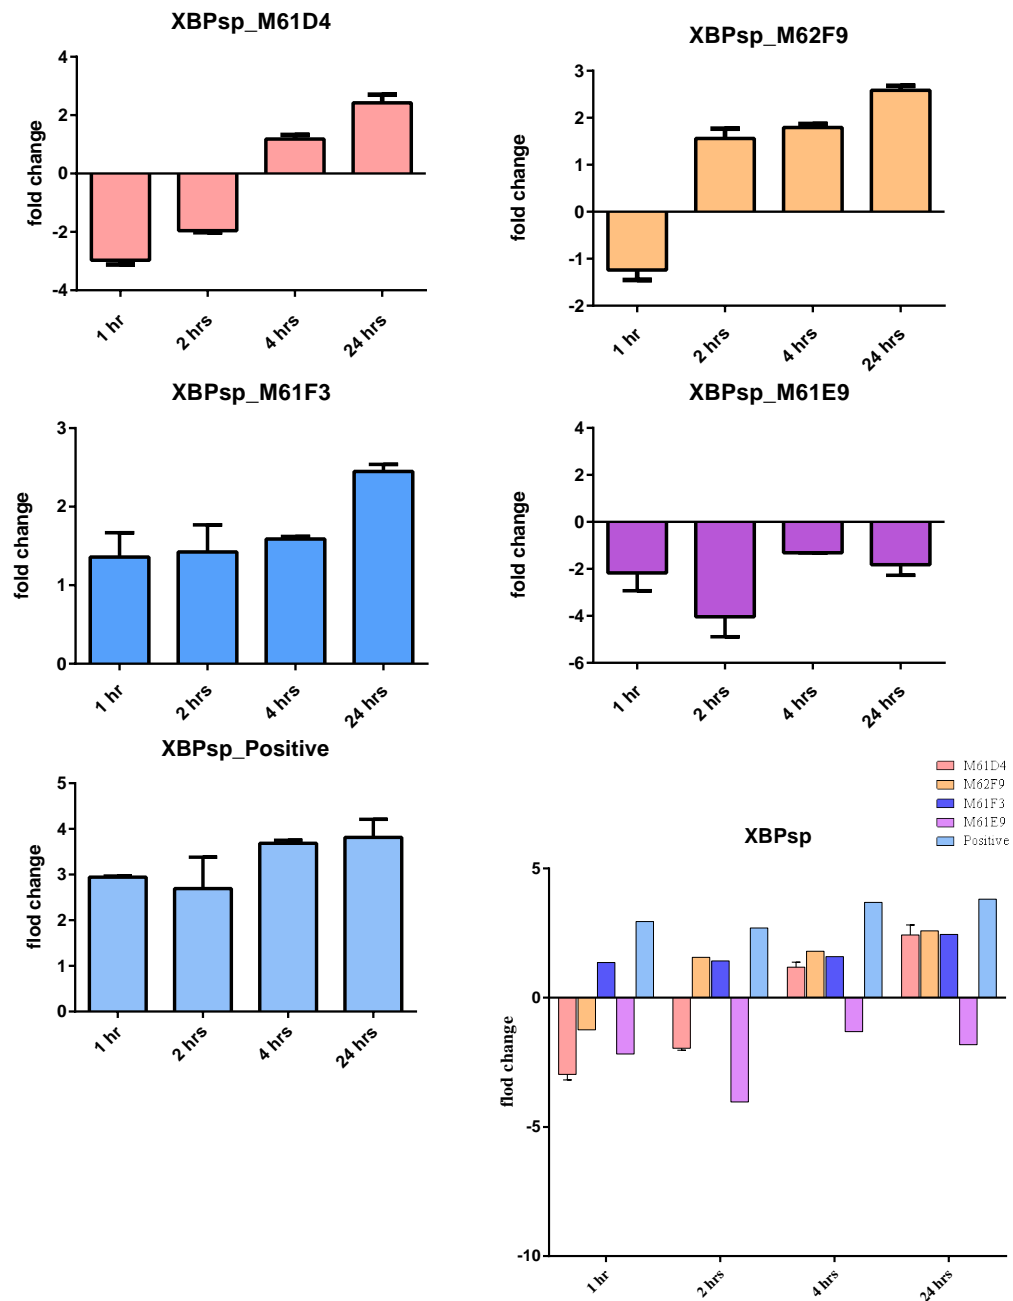 XBPsp_M61D4
fold change
4
2
0
-2
-4
1 hr
2 hrs
4 hrs
24 hrs
XBPsp_M62F9
fold change
3
2
1
0
-1
-2
1 hr
2 hrs
4 hrs
24 hrs
XBPsp_M61F3
fold change
3
2
1
0
1 hr
2 hrs
4 hrs
24 hrs
XBPsp_M61E9
fold change
4
2
0
-2
-4
-6
1 hr
2 hrs
4 hrs
24 hrs
XBPsp_Positive
flod change
5
4
3
2
1
0
1 hr
2 hrs
4 hrs
24 hrs
M61D4
M62F9
M61F3
M61E9
Positive
XBPsp
flod change
5
0
-5
-10
1 hr
2 hrs
4 hrs
24 hrs